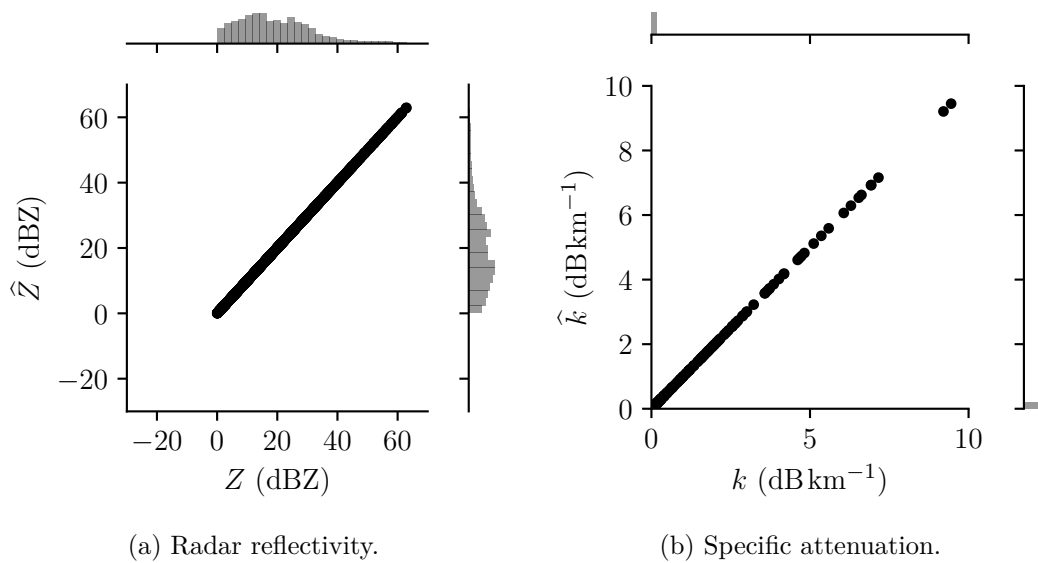 60
40
20
0
−20
−20 0 20 40 60
Ẑ (dBZ)
Z (dBZ)
(a) Radar reflectivity.
10
8
6
4
2
0
0 5 10
k̂ (dB km⁻¹)
k (dB km⁻¹)
(b) Specific attenuation.